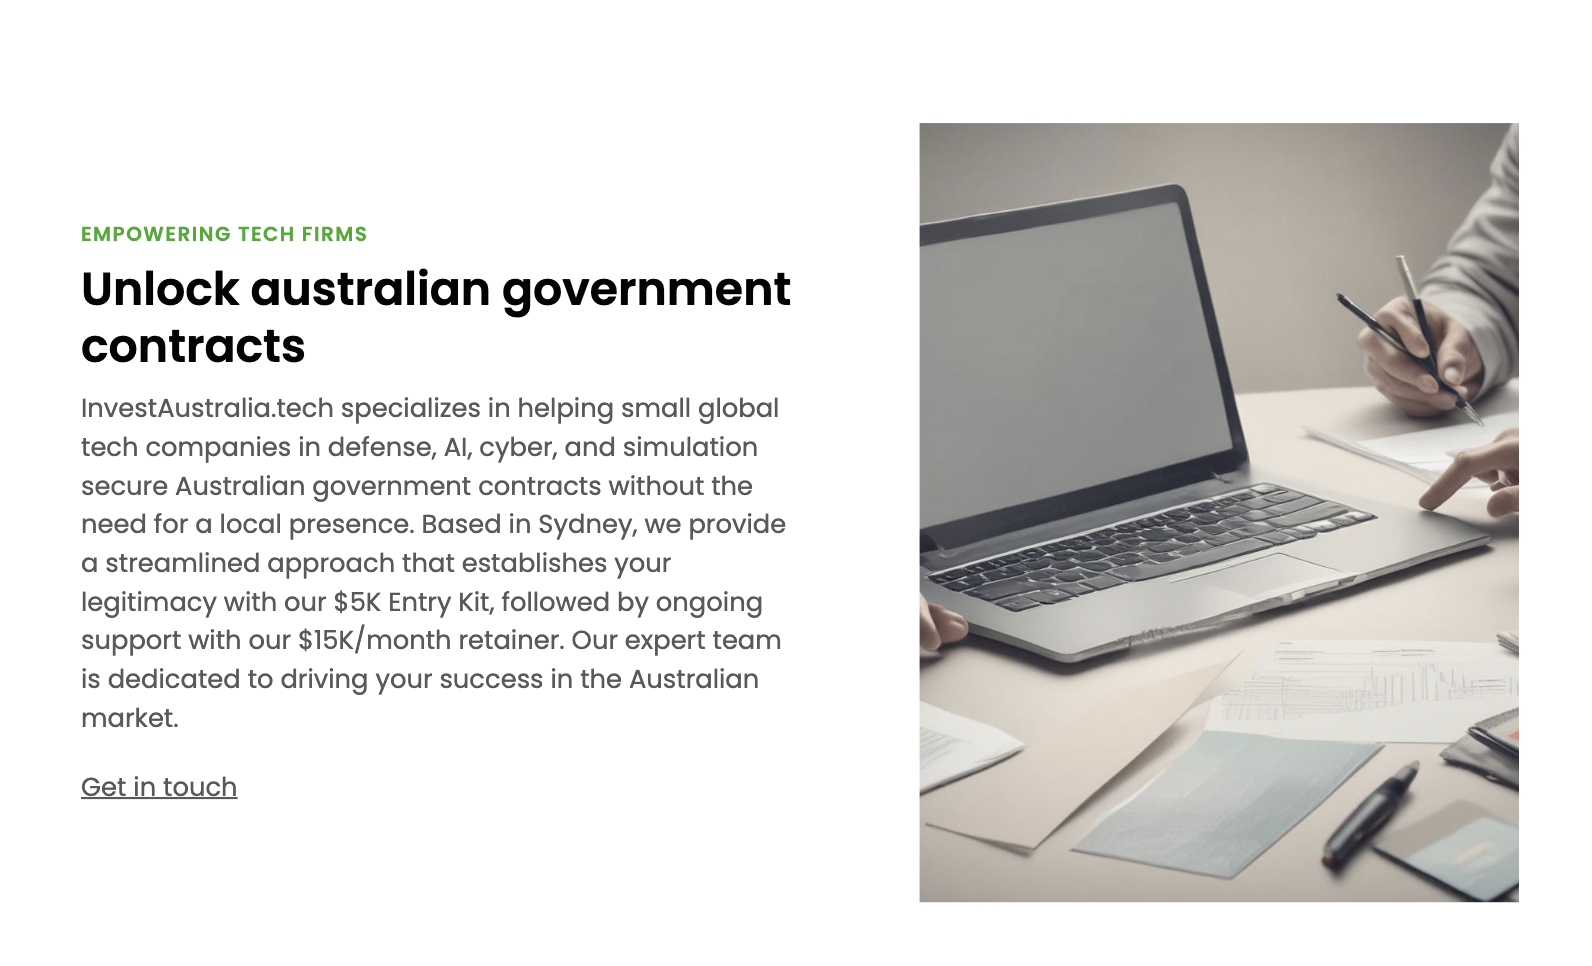 EMPOWERING TECH FIRMS
Unlock australian government
contracts
InvestAustralia.tech specializes in helping small global
tech companies in defense, AI, cyber, and simulation
secure Australian government contracts without the
need for a local presence. Based in Sydney, we provide
a streamlined approach that establishes your
legitimacy with our $5K Entry Kit, followed by ongoing
support with our $15K/month retainer. Our expert team
is dedicated to driving your success in the Australian
market.
Get in touch